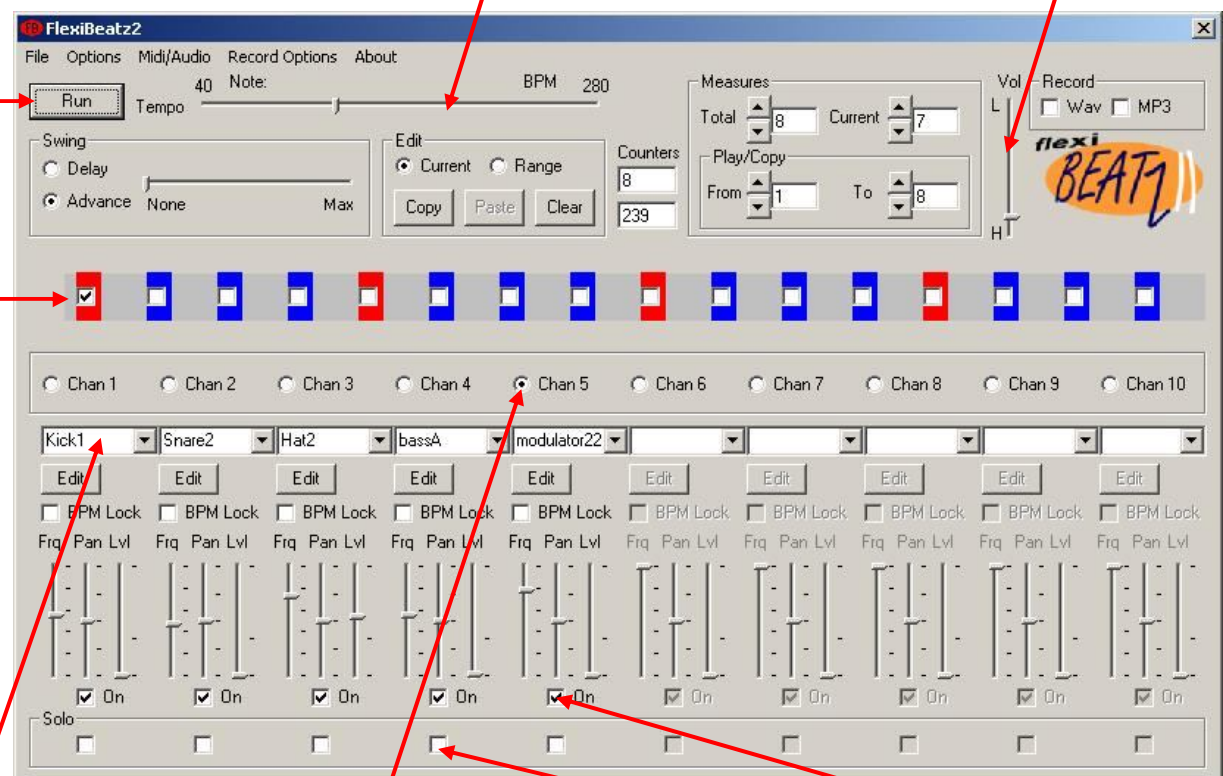 FB FlexiBeatz2
File Options Midi/Audio Record Options About
Run Tempo 40 Note: BPM 280
Measures
Total 8 Current 7
Vol L H
Record
Wav MP3
Swing
Delay
Advance None Max
Edit
Current Range
Copy Paste Clear
Counters
8
239
Play/Copy
From 1 To 8
flexi
BEATZ
Chan 1 Chan 2 Chan 3 Chan 4 Chan 5 Chan 6 Chan 7 Chan 8 Chan 9 Chan 10
Kick1 Snare2 Hat2 bassA modulator22
Edit Edit Edit Edit Edit Edit Edit Edit Edit Edit
BPM Lock BPM Lock BPM Lock BPM Lock BPM Lock BPM Lock BPM Lock BPM Lock BPM Lock BPM Lock
Frq Pan Lvl Frq Pan Lvl Frq Pan Lvl Frq Pan Lvl Frq Pan Lvl Frq Pan Lvl Frq Pan Lvl Frq Pan Lvl Frq Pan Lvl Frq Pan Lvl
On On On On On On On On On On
Solo